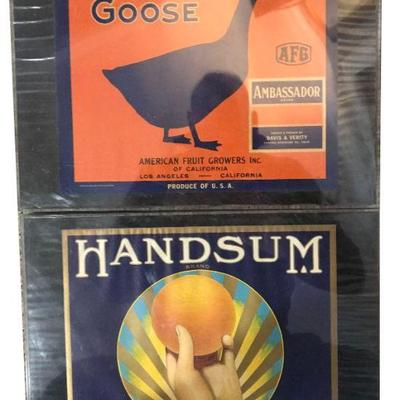 GOOSE
AFG
AMBASSADOR
BRAND
DAVIS & VERITY
AMERICAN FRUIT GROWERS INC.
OF CALIFORNIA
LOS ANGELES — CALIFORNIA
PRODUCE OF U.S.A.
HANDSUM
BRAND